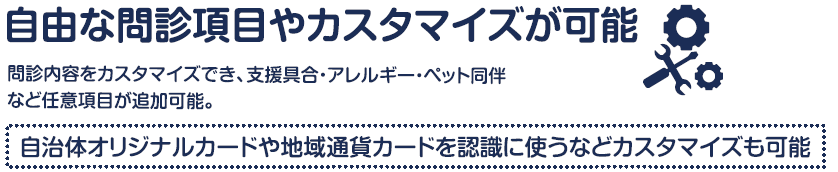 自由な問診項目やカスタマイズが可能
問診内容をカスタマイズでき、支援具合・アレルギー・ペット同伴
など任意項目が追加可能。
自治体オリジナルカードや地域通貨カードを認識に使うなどカスタマイズも可能